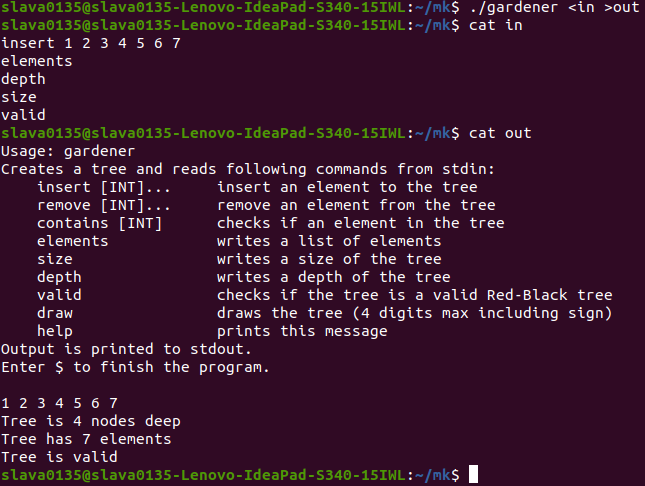 slava0135@slava0135-Lenovo-IdeaPad-S340-15IWL:~/mk$ ./gardener <in >out
slava0135@slava0135-Lenovo-IdeaPad-S340-15IWL:~/mk$ cat in
insert 1 2 3 4 5 6 7
elements
depth
size
valid
slava0135@slava0135-Lenovo-IdeaPad-S340-15IWL:~/mk$ cat out
Usage: gardener
Creates a tree and reads following commands from stdin:
    insert [INT]...     insert an element to the tree
    remove [INT]...     remove an element from the tree
    contains [INT]      checks if an element in the tree
    elements            writes a list of elements
    size                writes a size of the tree
    depth               writes a depth of the tree
    valid               checks if the tree is a valid Red-Black tree
    draw                draws the tree (4 digits max including sign)
    help                prints this message
Output is printed to stdout.
Enter $ to finish the program.

1 2 3 4 5 6 7
Tree is 4 nodes deep
Tree has 7 elements
Tree is valid
slava0135@slava0135-Lenovo-IdeaPad-S340-15IWL:~/mk$